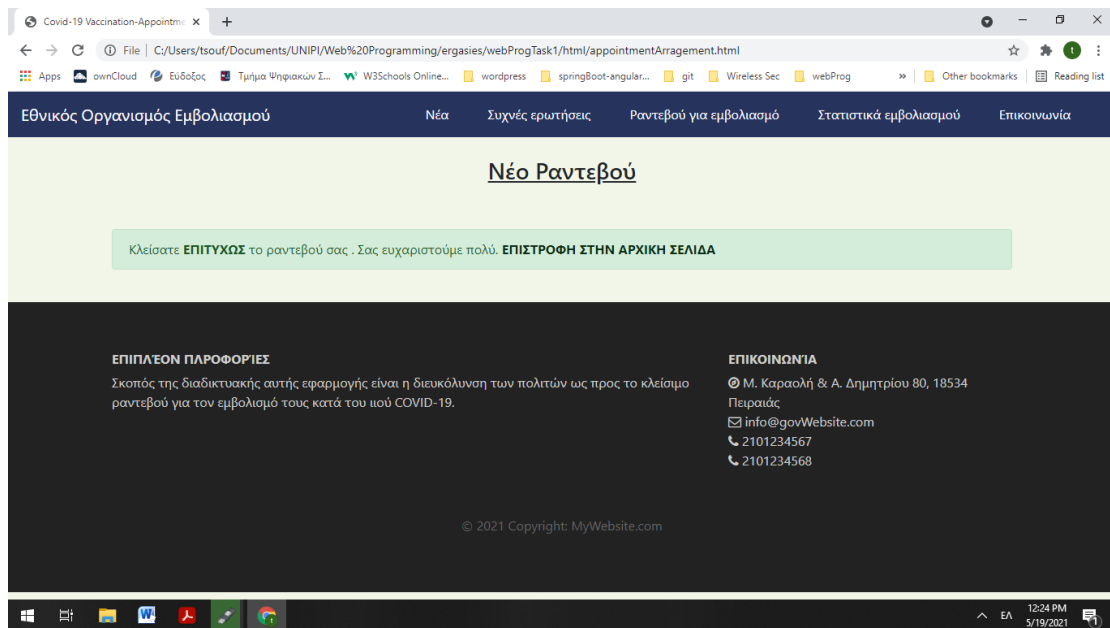 Covid-19 Vaccination-Appointme
File | C:/Users/tsouf/Documents/UNIPI/Web%20Programming/ergasies/webProgTask1/html/appointmentArragement.html
t
Apps ownCloud Εύδοξος Τμήμα Ψηφιακών Σ... W3Schools Online... wordpress springBoot-angular... git Wireless Sec webProg » Other bookmarks Reading list
Εθνικός Οργανισμός Εμβολιασμού Νέα Συχνές ερωτήσεις Ραντεβού για εμβολιασμό Στατιστικά εμβολιασμού Επικοινωνία
Νέο Ραντεβού
Κλείσατε ΕΠΙΤΥΧΩΣ το ραντεβού σας . Σας ευχαριστούμε πολύ. ΕΠΙΣΤΡΟΦΗ ΣΤΗΝ ΑΡΧΙΚΗ ΣΕΛΙΔΑ
ΕΠΙΠΛΈΟΝ ΠΛΡΟΦΟΡΊΕΣ
Σκοπός της διαδικτυακής αυτής εφαρμογής είναι η διευκόλυνση των πολιτών ως προς το κλείσιμο
ραντεβού για τον εμβολισμό τους κατά του ιιού COVID-19.
ΕΠΙΚΟΙΝΩΝΊΑ
Μ. Καραολή & Α. Δημητρίου 80, 18534
Πειραιάς
info@govWebsite.com
2101234567
2101234568
© 2021 Copyright: MyWebsite.com
ΕΛ 12:24 PM
5/19/2021
1